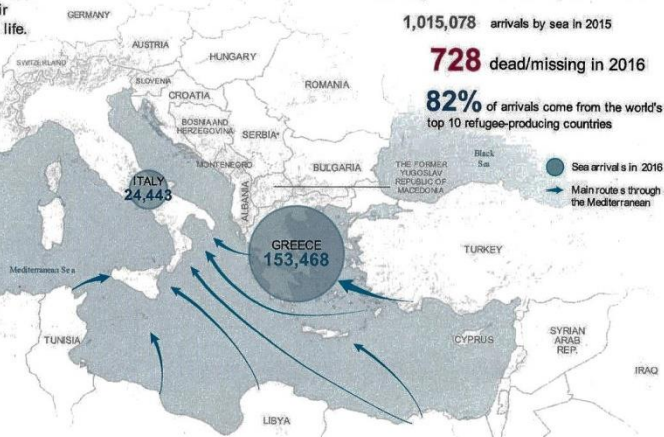 ir
life.
1,015,078 arrivals by sea in 2015
728 dead/missing in 2016
82% of arrivals come from the world's
top 10 refugee-producing countries
Sea arrivals in 2016
Main routes through
the Mediterranean
GERMANY
AUSTRIA
SWITZERLAND
HUNGARY
SLOVENIA
CROATIA
ROMANIA
BOSNIA AND
HERZEGOVINA
SERBIA*
MONTENEGRO
BULGARIA
Black
Sea
THE FORMER
YUGOSLAV
REPUBLIC OF
MACEDONIA
ALBANIA
ITALY
24,443
GREECE
153,468
TURKEY
Mediterranean Sea
TUNISIA
CYPRUS
SYRIAN
ARAB
REP.
IRAQ
LIBYA